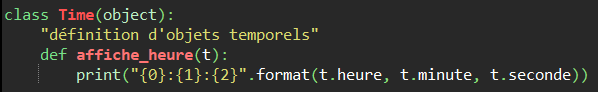 class Time(object):
"définition d'objets temporels"
def affiche_heure(t):
print("{0}:{1}:{2}".format(t.heure, t.minute, t.seconde))